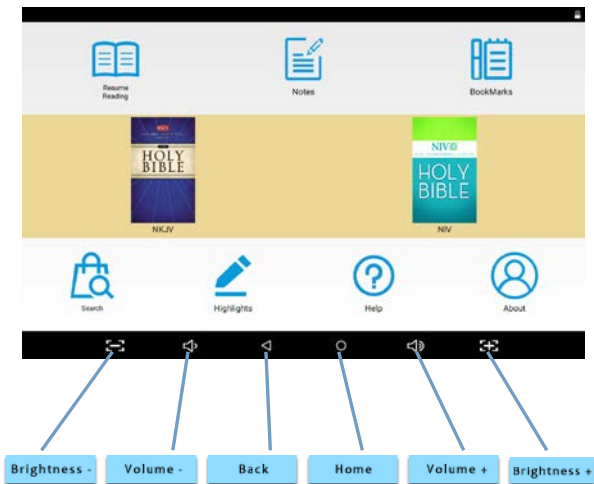 Resume
Reading
Notes
BookMarks
NKJV
HOLY
BIBLE
NIV
HOLY
BIBLE
NKJV
NIV
Search
Highlights
Help
About
Brightness -
Volume -
Back
Home
Volume +
Brightness +